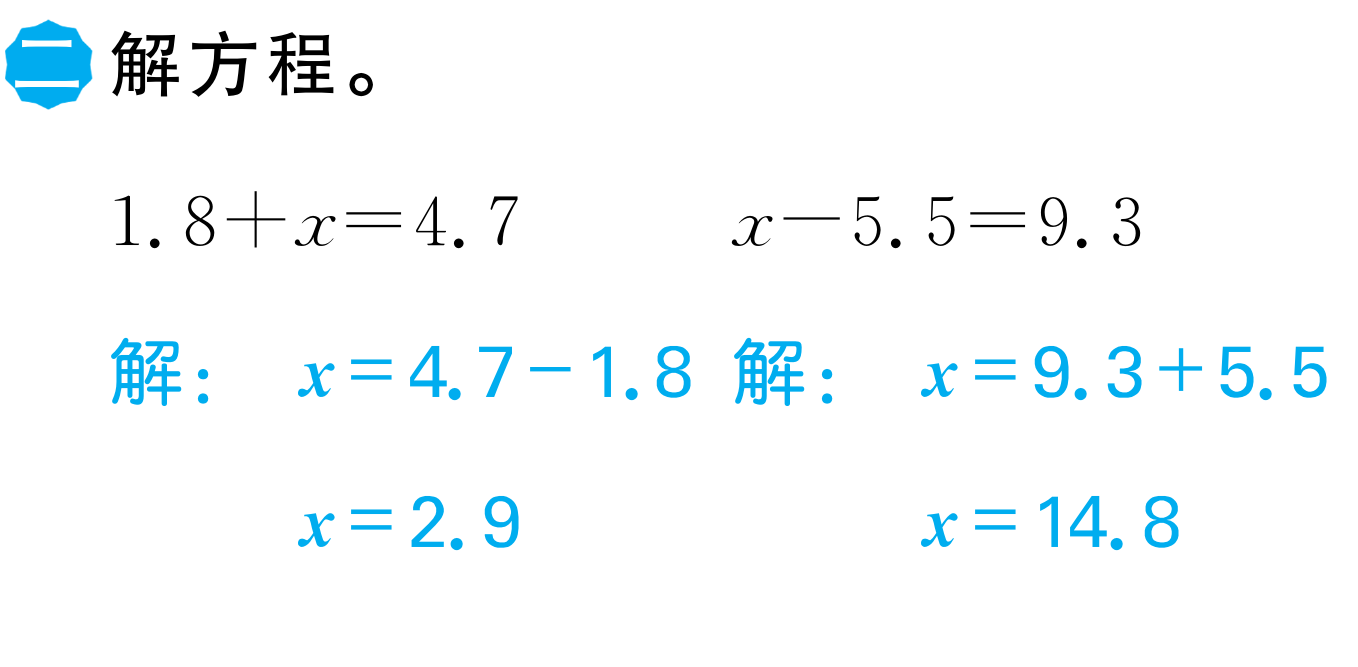 二 解方程。
1.8+x=4.7 x-5.5=9.3
解： x=4.7-1.8 解： x=9.3+5.5
x=2.9 x=14.8